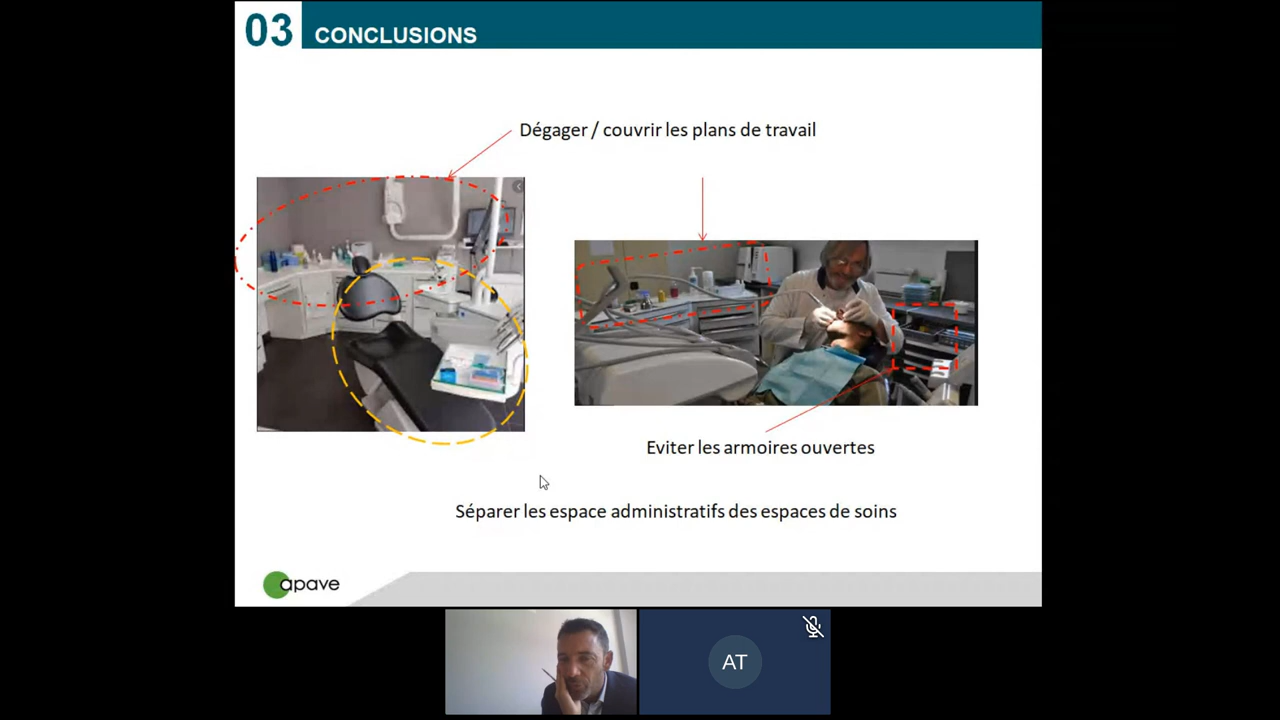 03 CONCLUSIONS
Dégager / couvrir les plans de travail
Eviter les armoires ouvertes
Séparer les espace administratifs des espaces de soins
apave
AT